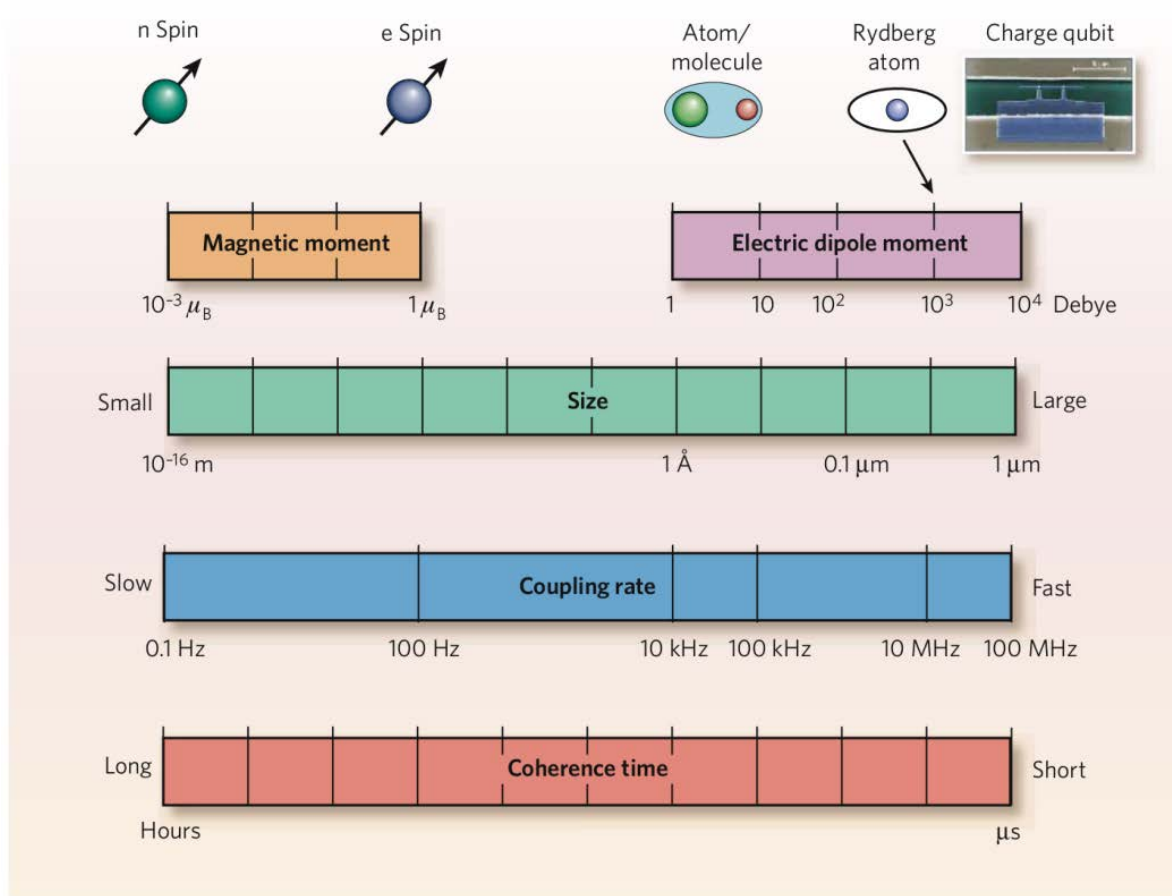 n Spin
e Spin
Atom/
molecule
Rydberg
atom
Charge qubit
Magnetic moment
10⁻³ μB
1 μB
Electric dipole moment
1
10
10²
10³
10⁴ Debye
Small
Size
Large
10⁻¹⁶ m
1 Å
0.1 μm
1 μm
Slow
Coupling rate
Fast
0.1 Hz
100 Hz
10 kHz
100 kHz
10 MHz
100 MHz
Long
Coherence time
Short
Hours
μs